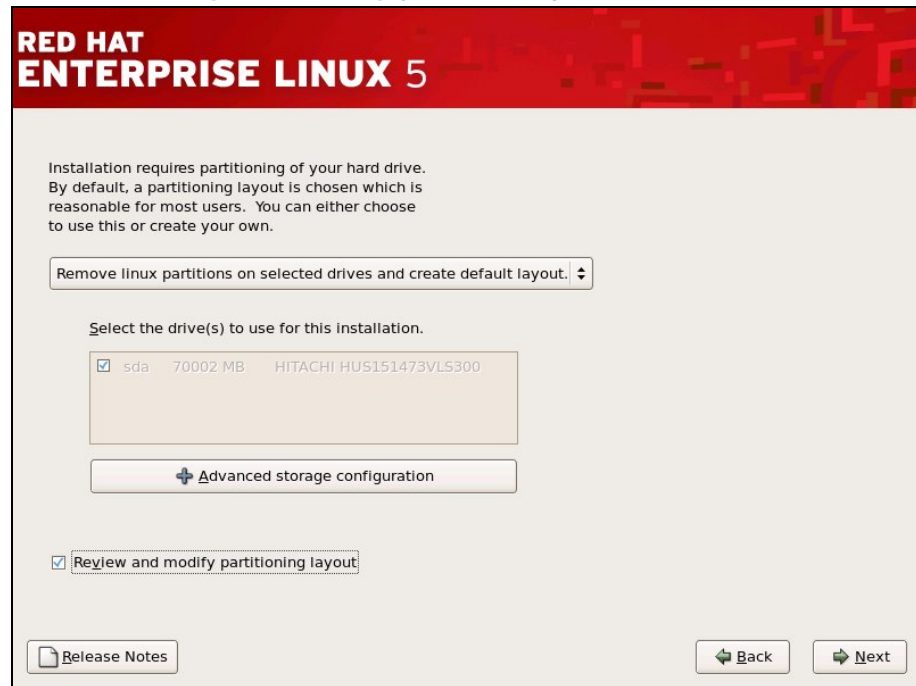 RED HAT
ENTERPRISE LINUX 5
Installation requires partitioning of your hard drive.
By default, a partitioning layout is chosen which is
reasonable for most users. You can either choose
to use this or create your own.
Remove linux partitions on selected drives and create default layout.
Select the drive(s) to use for this installation.
sda 70002 MB HITACHI HUS151473VLS300
Advanced storage configuration
Review and modify partitioning layout
Release Notes Back Next